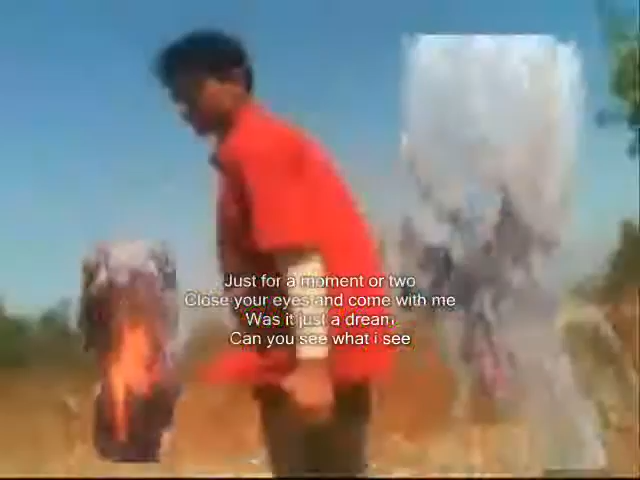 Just for a moment or two
Close your eyes and come with me
Was it just a dream
Can you see what i see